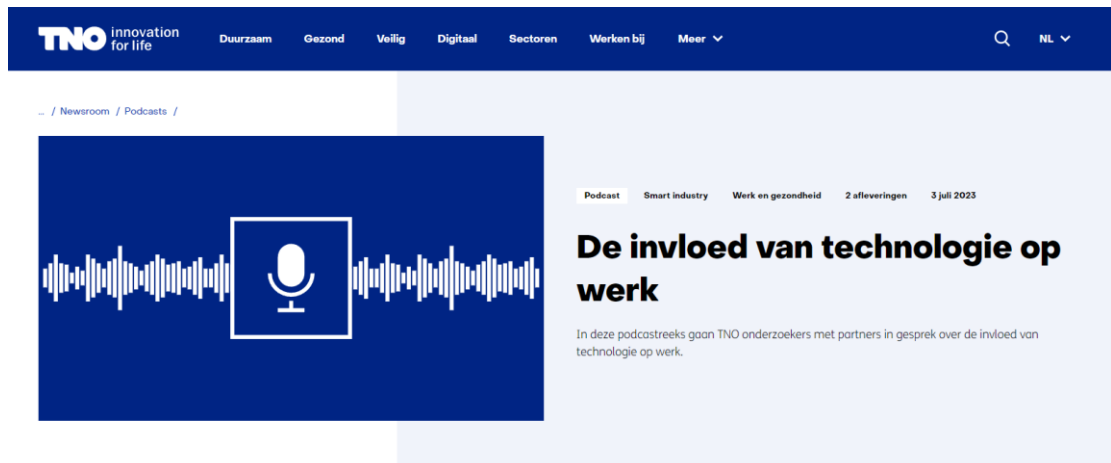 TNO innovation
for life
Duurzaam Gezond Veilig Digitaal Sectoren Werken bij Meer NL
... / Newsroom / Podcasts /
Podcast Smart industry Werk en gezondheid 2 afleveringen 3 juli 2023
De invloed van technologie op
werk
In deze podcastreeks gaan TNO onderzoekers met partners in gesprek over de invloed van
technologie op werk.